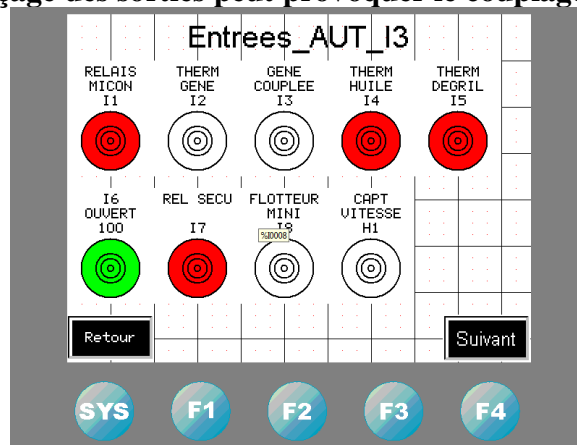 çage des sorties peut provoquer le couplage
Entrees_AUT_I3
RELAIS MICON I1
THERM GENE I2
GENE COUPLEE I3
THERM HUILE I4
THERM DEGRIL I5
I6 OUVERT 100
REL SECU I7
FLOTTEUR MINI I8
%I0008
CAPT VITESSE H1
Retour
Suivant
SYS
F1
F2
F3
F4